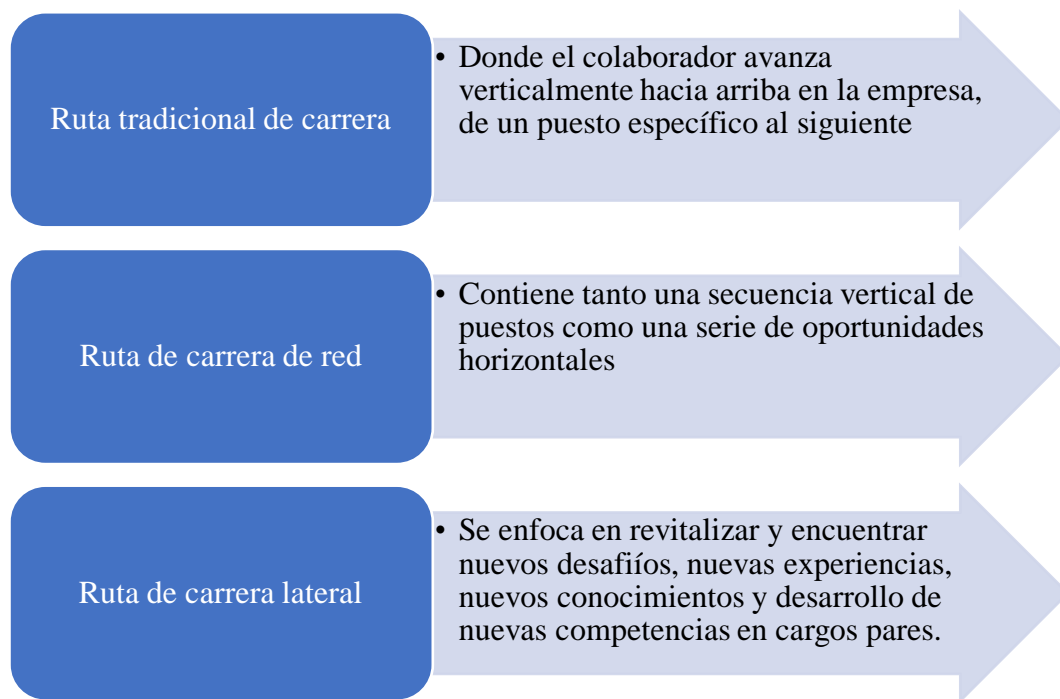 Ruta tradicional de carrera
• Donde el colaborador avanza
verticalmente hacia arriba en la empresa,
de un puesto específico al siguiente
Ruta de carrera de red
• Contiene tanto una secuencia vertical de
puestos como una serie de oportunidades
horizontales
Ruta de carrera lateral
• Se enfoca en revitalizar y encuentrar
nuevos desafiíos, nuevas experiencias,
nuevos conocimientos y desarrollo de
nuevas competencias en cargos pares.